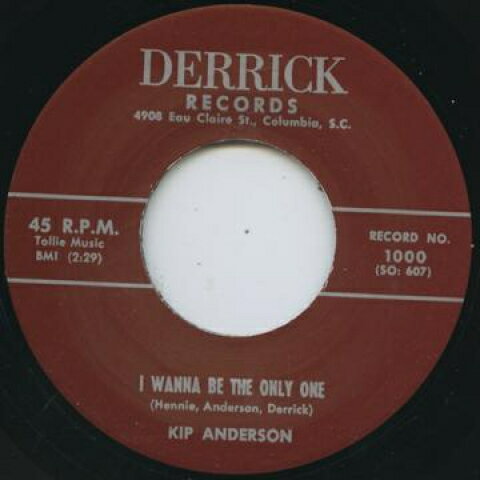 DERRICK
RECORDS
4908 Eau Claire St., Columbia, S.C.
45 R.P.M.
Tollie Music
BMI (2:29)
RECORD NO.
1000
(SO: 607)
I WANNA BE THE ONLY ONE
(Hennie, Anderson, Derrick)
KIP ANDERSON